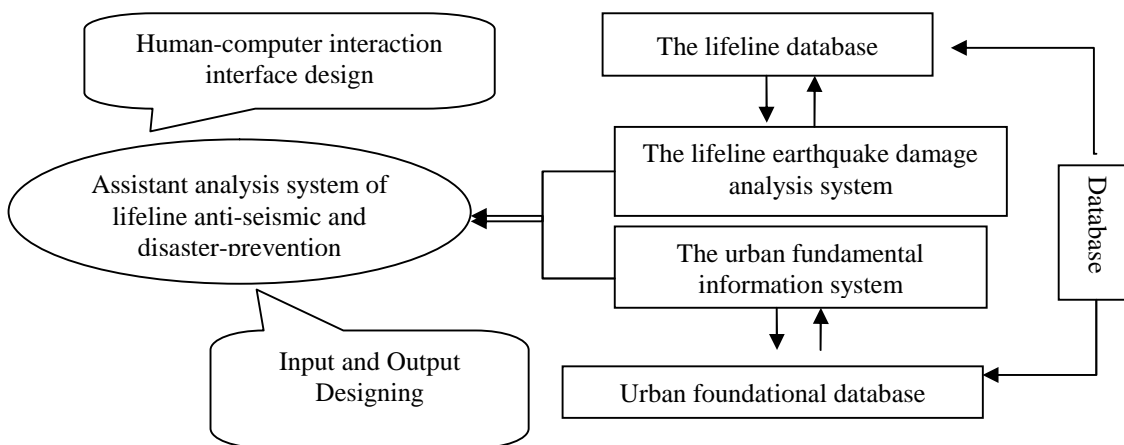 Human-computer interaction
interface design
Assistant analysis system of
lifeline anti-seismic and
disaster-prevention
Input and Output
Designing
The lifeline database
The lifeline earthquake damage
analysis system
The urban fundamental
information system
Urban foundational database
Database